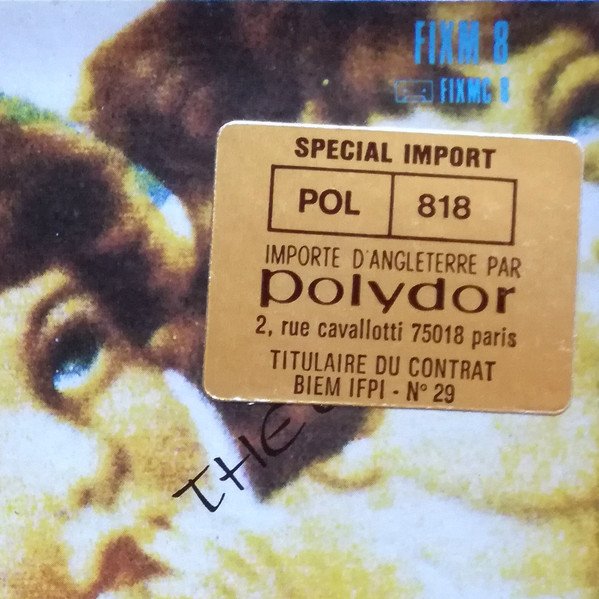 FIXM 8
FIXMC 8
SPECIAL IMPORT
POL 818
IMPORTE D'ANGLETERRE PAR
polydor
2, rue cavallotti 75018 paris
TITULAIRE DU CONTRAT
BIEM IFPI - N° 29
THE